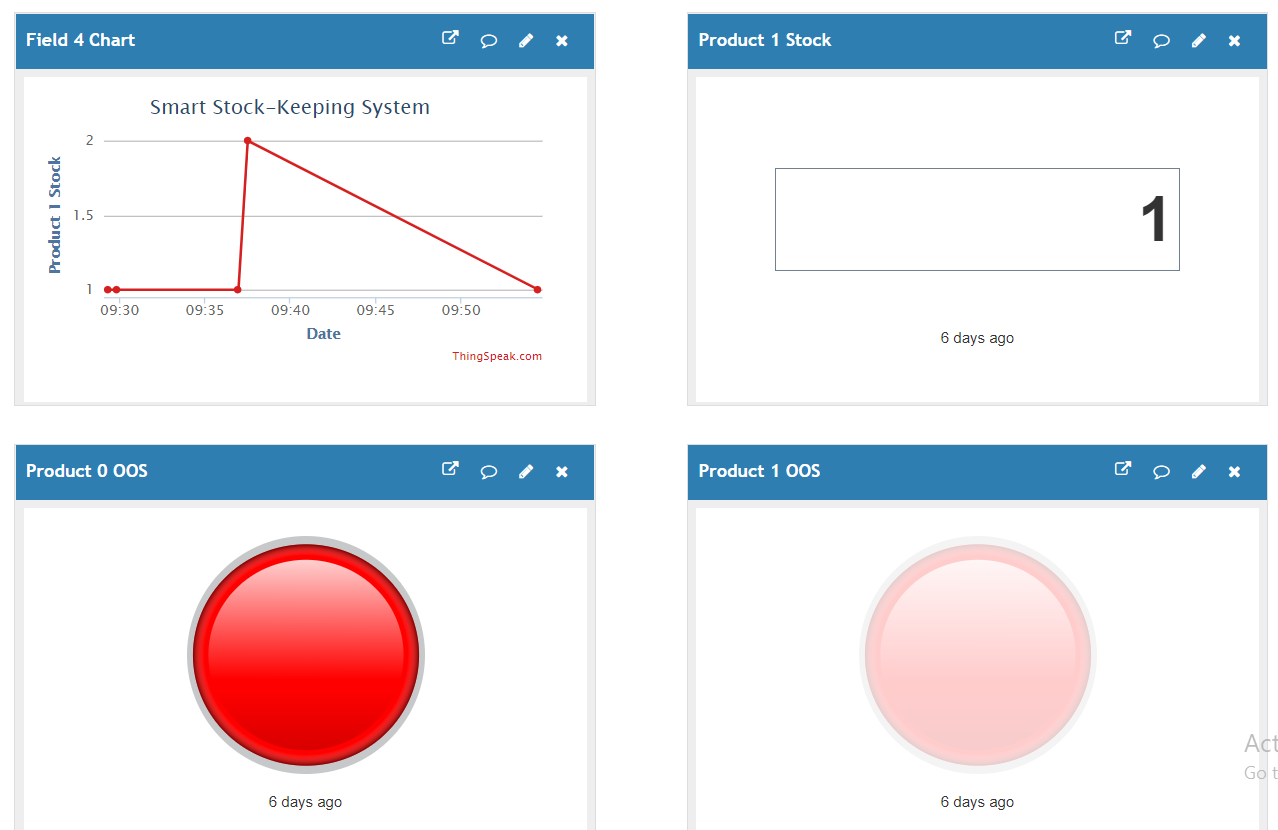 Field 4 Chart
Smart Stock-Keeping System
Product 1 Stock
2
1.5
1
09:30 09:35 09:40 09:45 09:50
Date
ThingSpeak.com
Product 1 Stock
1
6 days ago
Product 0 OOS
6 days ago
Product 1 OOS
6 days ago
Act
Go t